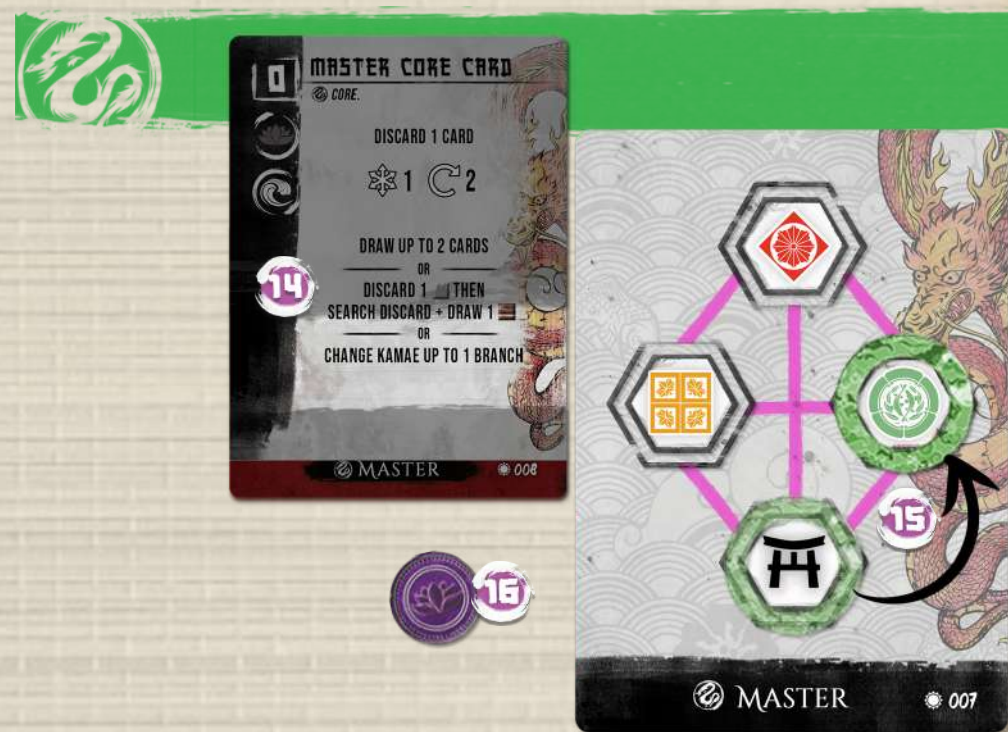 0
MASTER CORE CARD
CORE.
DISCARD 1 CARD
1 2
DRAW UP TO 2 CARDS
OR
DISCARD 1 THEN
SEARCH DISCARD + DRAW 1
OR
CHANGE KAMAE UP TO 1 BRANCH
14
MASTER 008
16
15
MASTER 007